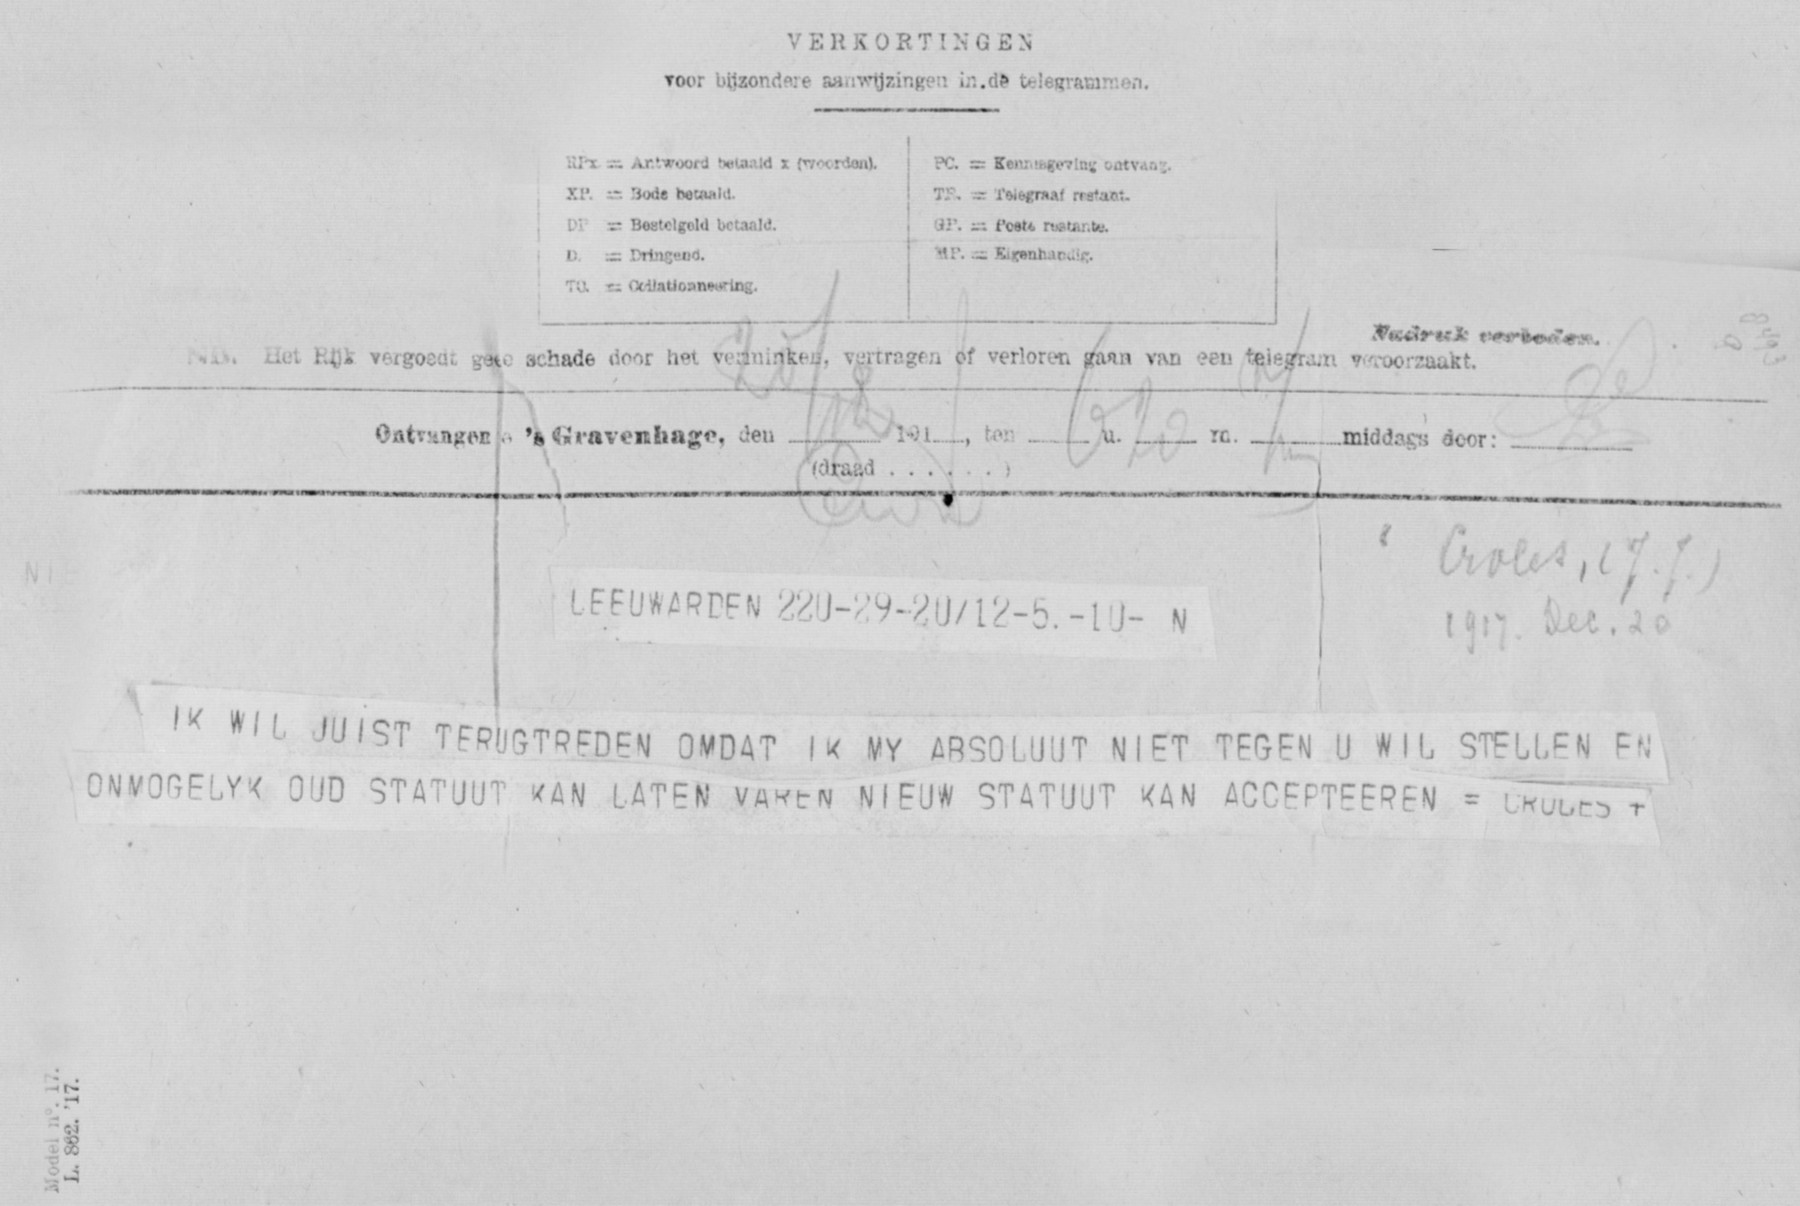 VERKORTINGEN
voor bijzondere aanwijzingen in de telegrammen.
RPx = Antwoord betaald x (woorden).
XP. = Bode betaald.
DP = Bestelgeld betaald.
D. = Dringend.
TC. = Collationneering.
PC. = Kennisgeving ontvang.
TR. = Telegraaf restant.
GP. = Poste restante.
MP. = Eigenhandig.
Nadruk verboden.
N.B. Het Rijk vergoedt geen schade door het verminken, vertragen of verloren gaan van een telegram veroorzaakt.
Ontvangen 's Gravenhage, den 20/12 191 , ten 6 u. 20 m. middags door:
(draad . . . . . . )
Croles, (J. J.)
1917. Dec. 20
LEEUWARDEN 220-29-20/12-5.-10- N
IK WIL JUIST TERUGTREDEN OMDAT IK MY ABSOLUUT NIET TEGEN U WIL STELLEN EN
ONMOGELYK OUD STATUUT KAN LATEN VAREN NIEUW STATUUT KAN ACCEPTEEREN = CROLES +
Model n°. 17.
L. 862. '17.